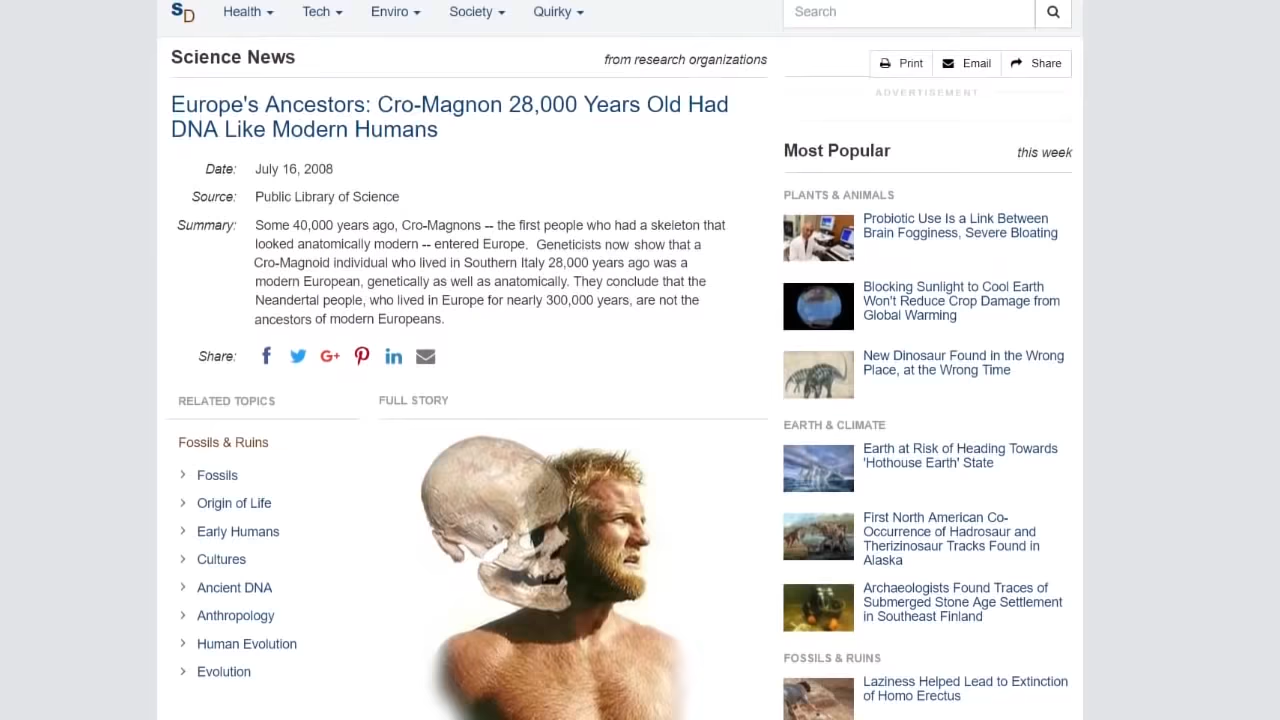 SD
Health
Tech
Enviro
Society
Quirky
Search
Science News
from research organizations
Print
Email
Share
ADVERTISEMENT
Europe's Ancestors: Cro-Magnon 28,000 Years Old Had
DNA Like Modern Humans
Date: July 16, 2008
Source: Public Library of Science
Summary: Some 40,000 years ago, Cro-Magnons -- the first people who had a skeleton that
looked anatomically modern -- entered Europe. Geneticists now show that a
Cro-Magnoid individual who lived in Southern Italy 28,000 years ago was a
modern European, genetically as well as anatomically. They conclude that the
Neandertal people, who lived in Europe for nearly 300,000 years, are not the
ancestors of modern Europeans.
Share: f G+ in
RELATED TOPICS
Fossils & Ruins
Fossils
Origin of Life
Early Humans
Cultures
Ancient DNA
Anthropology
Human Evolution
Evolution
FULL STORY
Most Popular
this week
PLANTS & ANIMALS
Probiotic Use Is a Link Between
Brain Fogginess, Severe Bloating
Blocking Sunlight to Cool Earth
Won't Reduce Crop Damage from
Global Warming
New Dinosaur Found in the Wrong
Place, at the Wrong Time
EARTH & CLIMATE
Earth at Risk of Heading Towards
'Hothouse Earth' State
First North American Co-
Occurrence of Hadrosaur and
Therizinosaur Tracks Found in
Alaska
Archaeologists Found Traces of
Submerged Stone Age Settlement
in Southeast Finland
FOSSILS & RUINS
Laziness Helped Lead to Extinction
of Homo Erectus